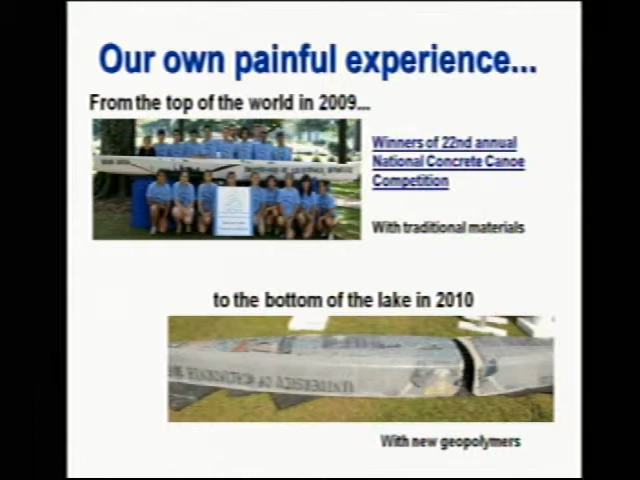 Our own painful experience...
From the top of the world in 2009...
Winners of 22nd annual
National Concrete Canoe
Competition
With traditional materials
to the bottom of the lake in 2010
With new geopolymers